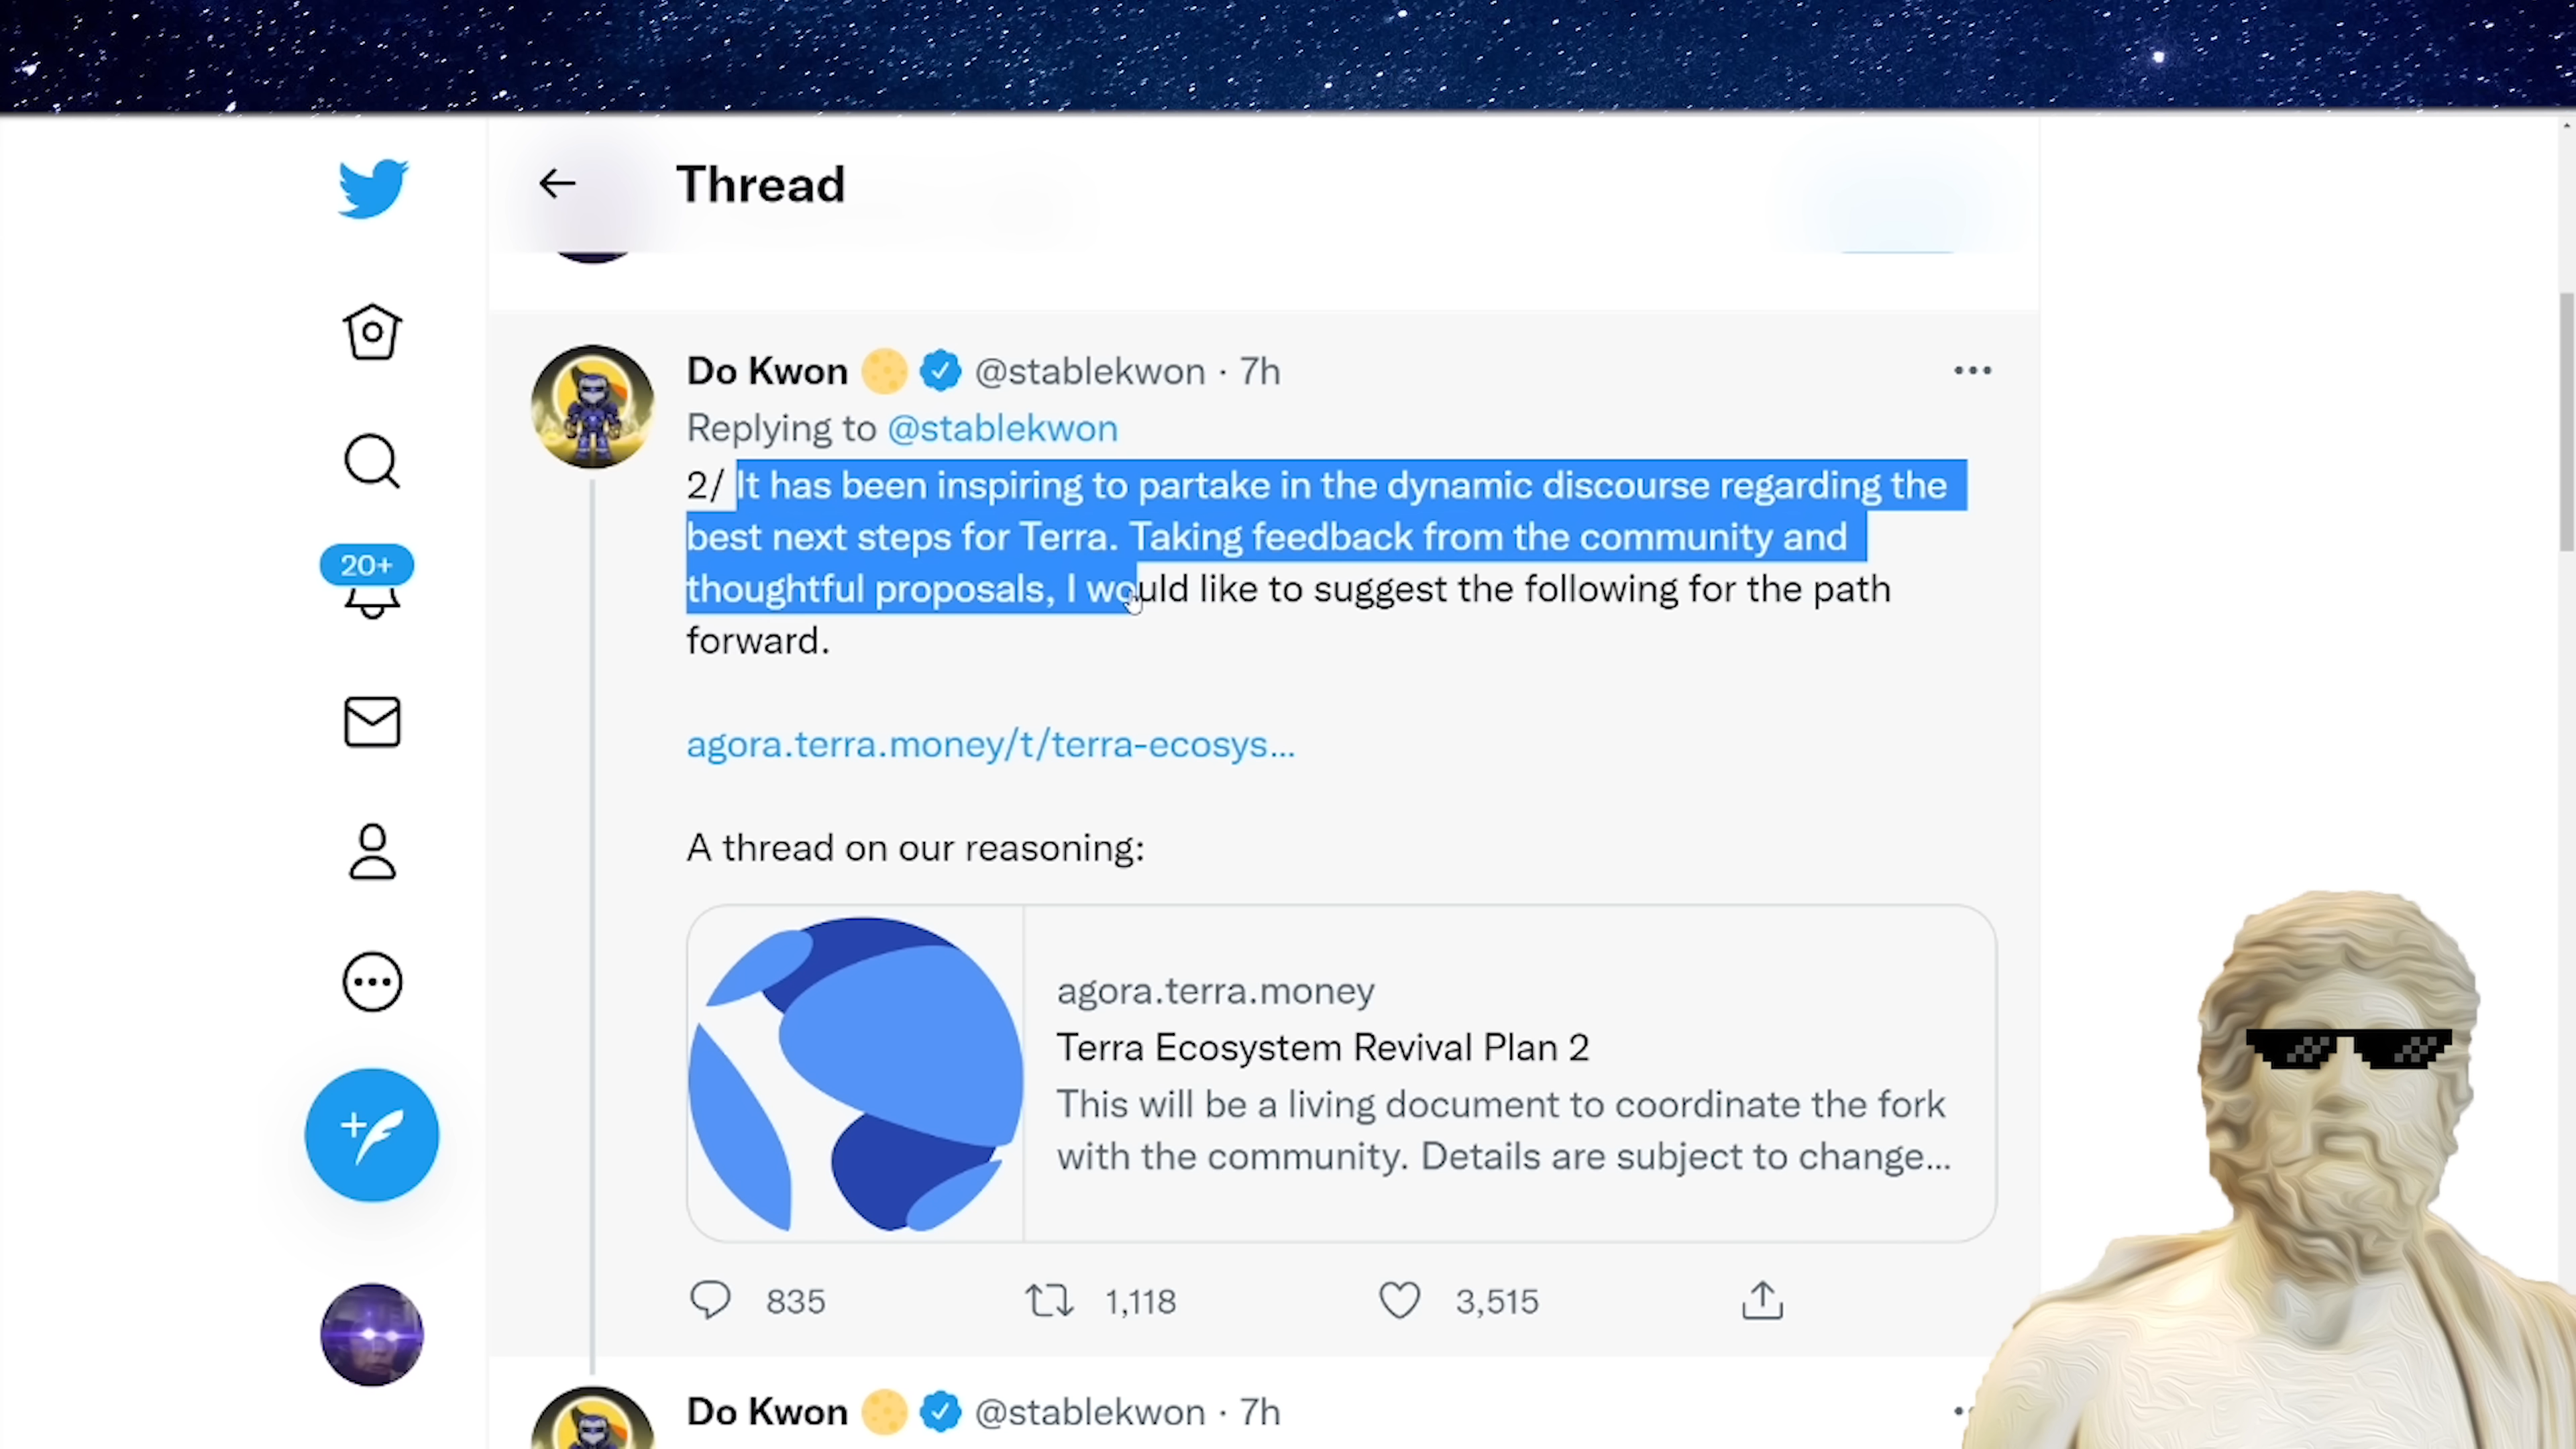 Thread
Do Kwon @stablekwon · 7h
Replying to @stablekwon
2/ It has been inspiring to partake in the dynamic discourse regarding the
best next steps for Terra. Taking feedback from the community and
thoughtful proposals, I would like to suggest the following for the path
forward.
agora.terra.money/t/terra-ecosys...
A thread on our reasoning:
agora.terra.money
Terra Ecosystem Revival Plan 2
This will be a living document to coordinate the fork
with the community. Details are subject to change...
835 1,118 3,515
Do Kwon @stablekwon · 7h
20+